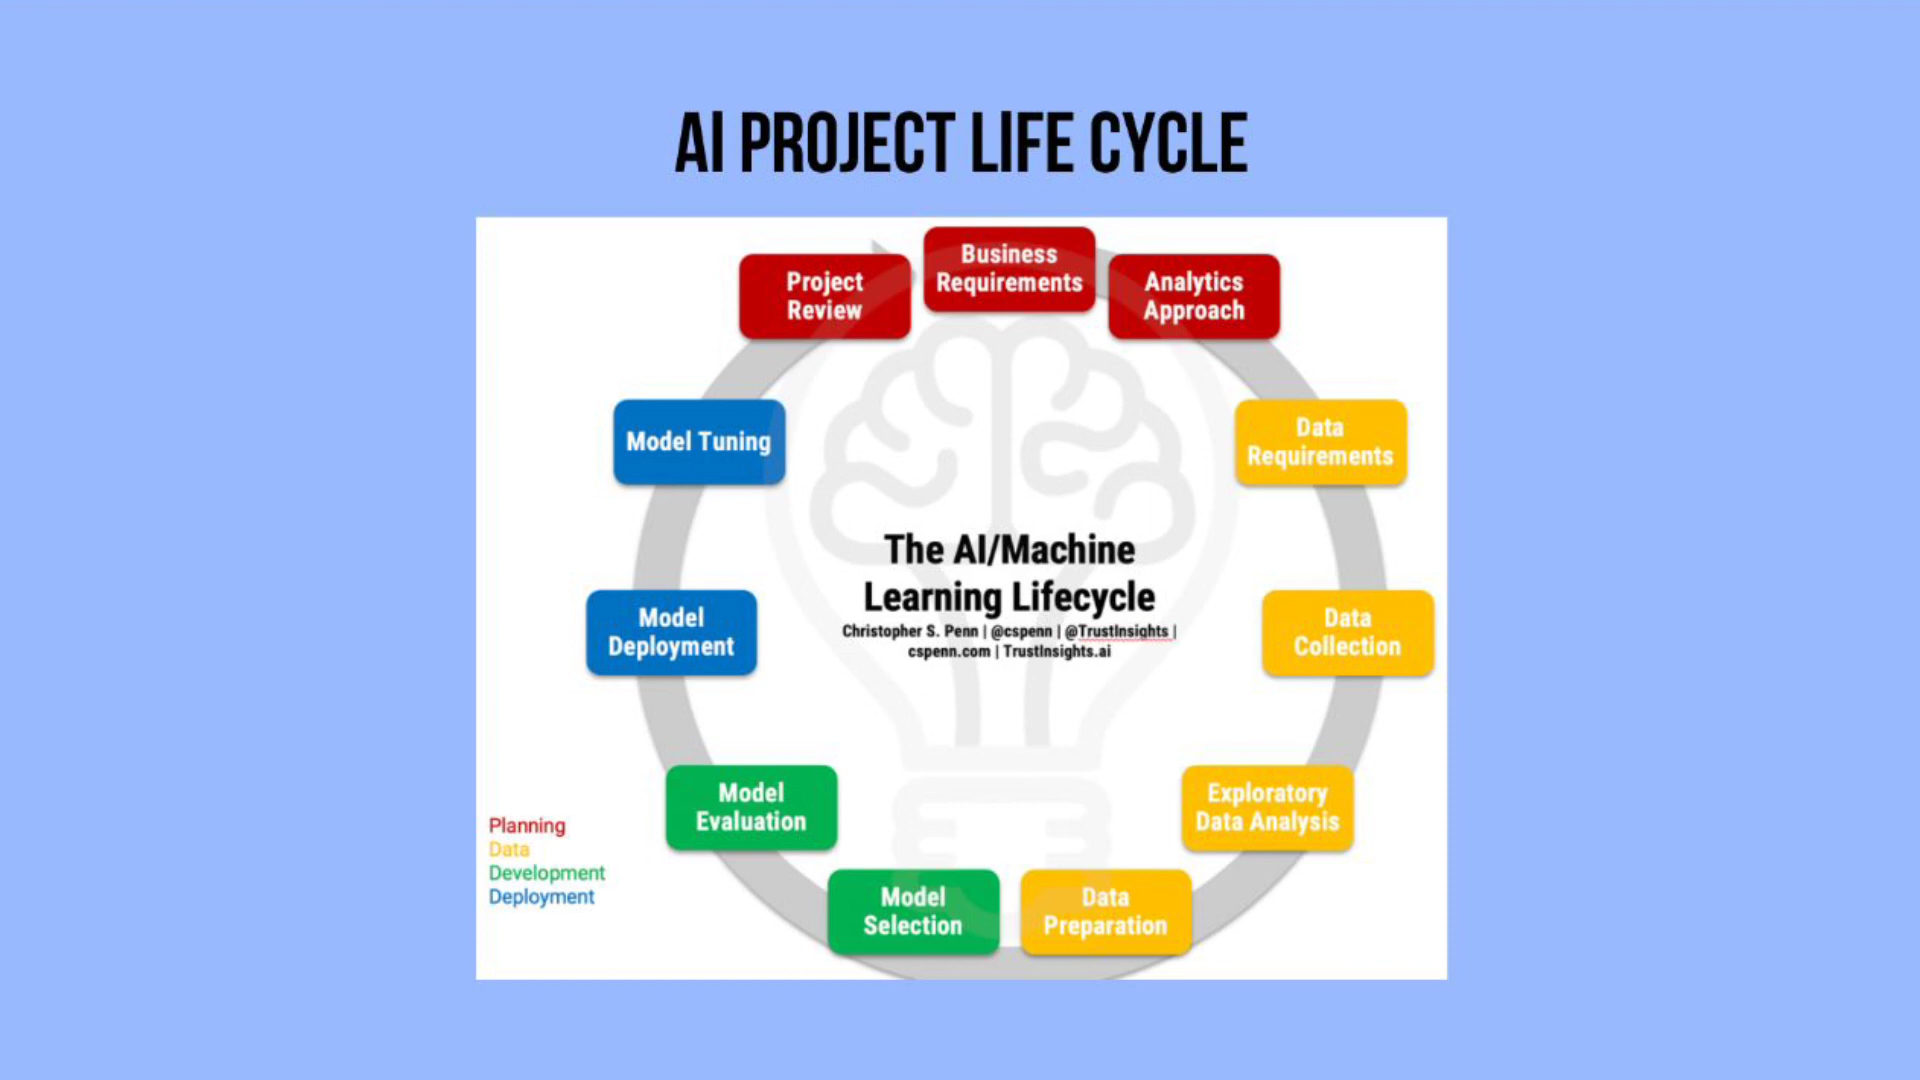 AI PROJECT LIFE CYCLE
Business
Requirements
Analytics
Approach
Data
Requirements
Data
Collection
Exploratory
Data Analysis
Data
Preparation
Model
Selection
Model
Evaluation
Model
Deployment
Model Tuning
Project
Review
The AI/Machine
Learning Lifecycle
Christopher S. Penn | @cspenn | @TrustInsights |
cspenn.com | TrustInsights.ai
Planning
Data
Development
Deployment